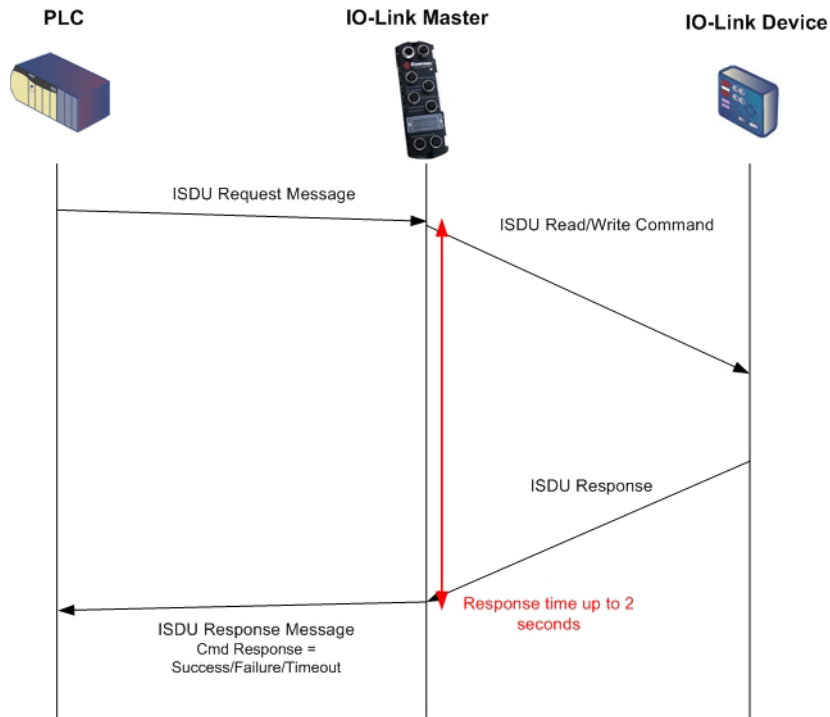 PLC
IO-Link Master
IO-Link Device
ISDU Request Message
ISDU Read/Write Command
ISDU Response
Response time up to 2
seconds
ISDU Response Message
Cmd Response =
Success/Failure/Timeout